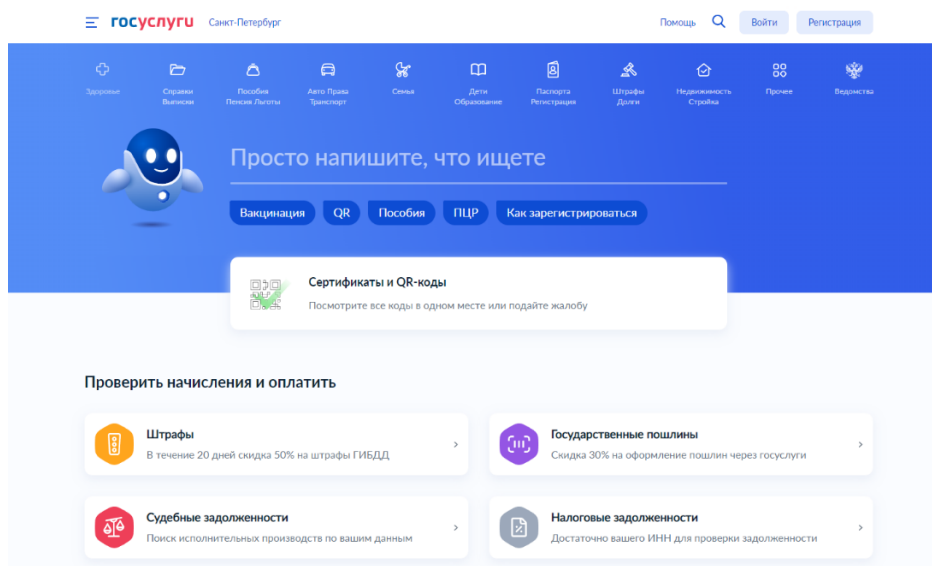 госуслуги Санкт-Петербург Помощь Войти Регистрация
Здоровье
Справки
Выписки
Пособия
Пенсия Льготы
Авто Права
Транспорт
Семья
Дети
Образование
Паспорта
Регистрация
Штрафы
Долги
Недвижимость
Стройка
Прочее
Ведомства
Просто напишите, что ищете
Вакцинация QR Пособия ПЦР Как зарегистрироваться
Сертификаты и QR-коды
Посмотрите все коды в одном месте или подайте жалобу
Проверить начисления и оплатить
Штрафы
В течение 20 дней скидка 50% на штрафы ГИБДД
Государственные пошлины
Скидка 30% на оформление пошлин через госуслуги
Судебные задолженности
Поиск исполнительных производств по вашим данным
Налоговые задолженности
Достаточно вашего ИНН для проверки задолженности